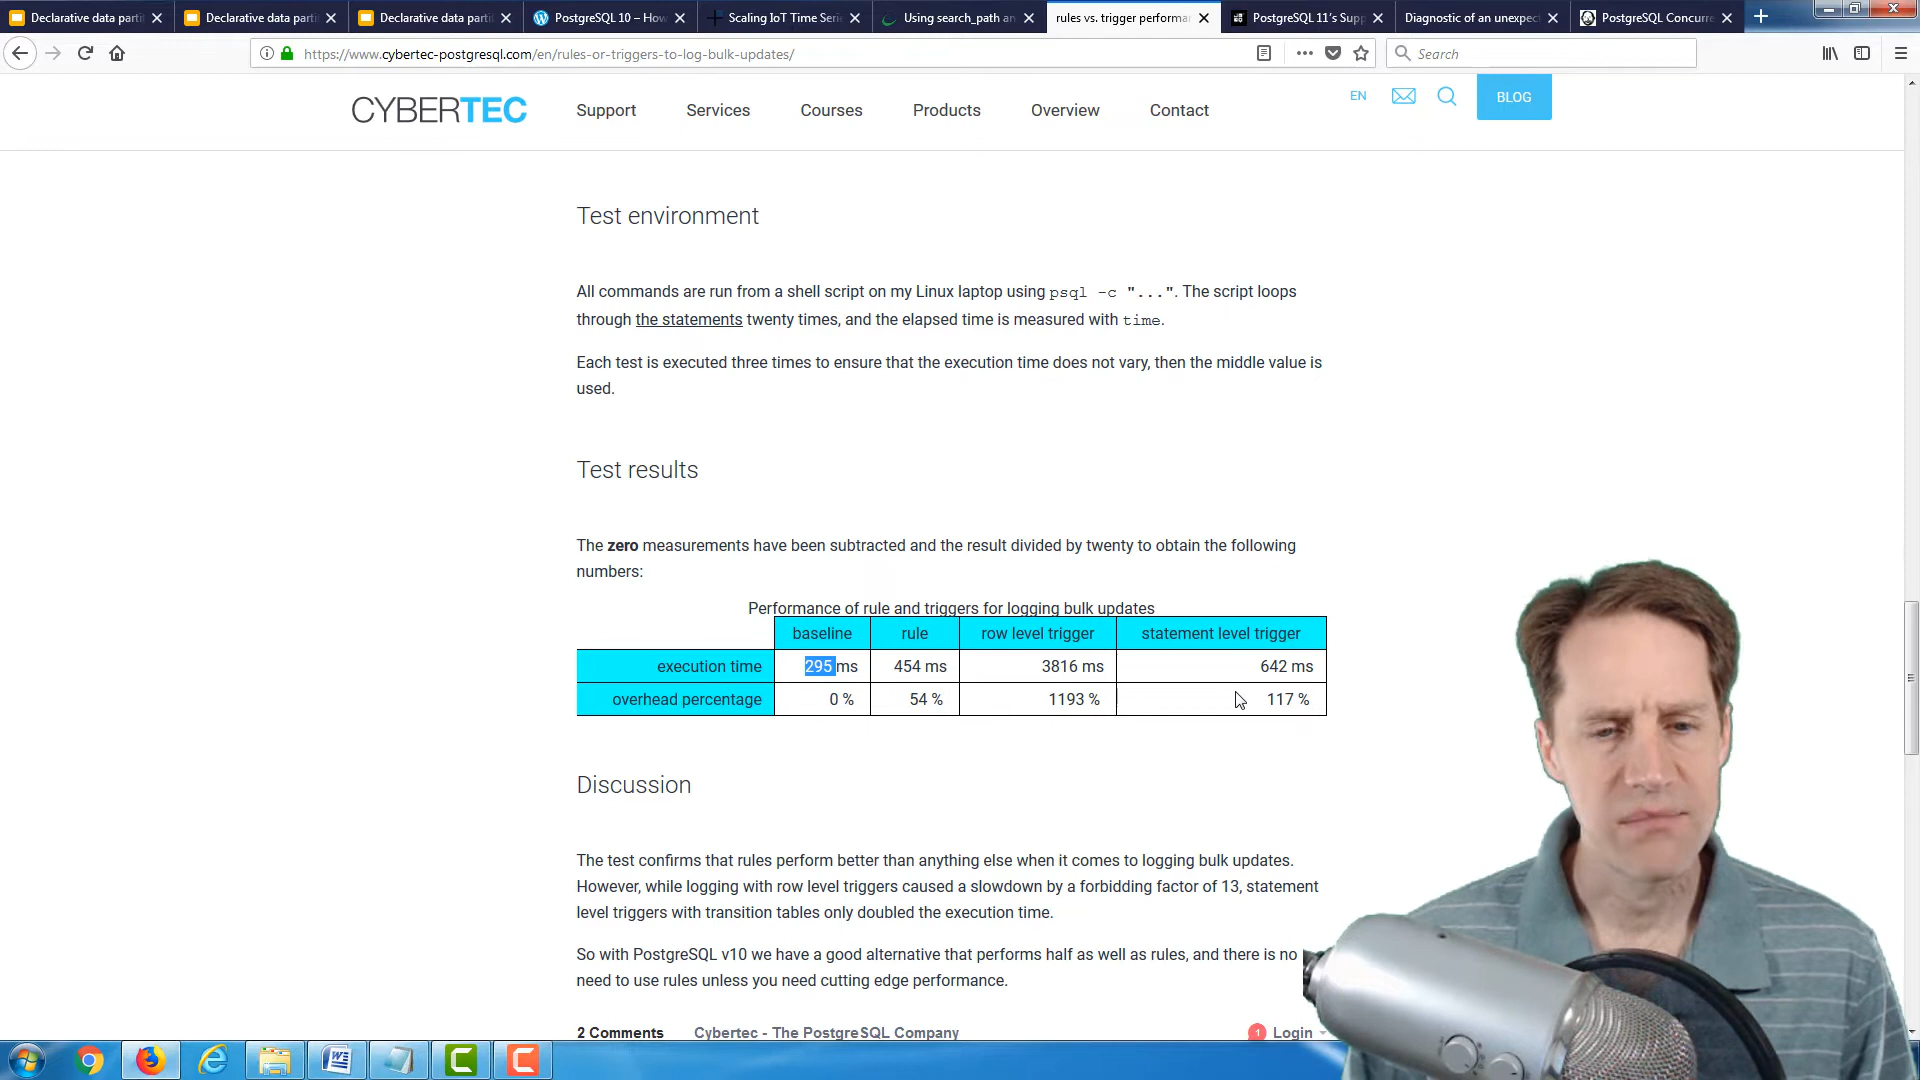 Declarative data parti
Declarative data parti
Declarative data parti
PostgreSQL 10 – How
Scaling IoT Time Seri
Using search_path an
rules vs. trigger performa
PostgreSQL 11's Supp
Diagnostic of an unexpec
PostgreSQL Concurre
https://www.cybertec-postgresql.com/en/rules-or-triggers-to-log-bulk-updates/
Search
CYBERTEC
Support
Services
Courses
Products
Overview
Contact
EN
BLOG
Test environment
All commands are run from a shell script on my Linux laptop using psql -c "...". The script loops
through the statements twenty times, and the elapsed time is measured with time.
Each test is executed three times to ensure that the execution time does not vary, then the middle value is
used.
Test results
The zero measurements have been subtracted and the result divided by twenty to obtain the following
numbers:
Performance of rule and triggers for logging bulk updates
baseline rule row level trigger statement level trigger
execution time 295 ms 454 ms 3816 ms 642 ms
overhead percentage 0 % 54 % 1193 % 117 %
Discussion
The test confirms that rules perform better than anything else when it comes to logging bulk updates.
However, while logging with row level triggers caused a slowdown by a forbidding factor of 13, statement
level triggers with transition tables only doubled the execution time.
So with PostgreSQL v10 we have a good alternative that performs half as well as rules, and there is no
need to use rules unless you need cutting edge performance.
2 Comments
Cybertec - The PostgreSQL Company
1
Login